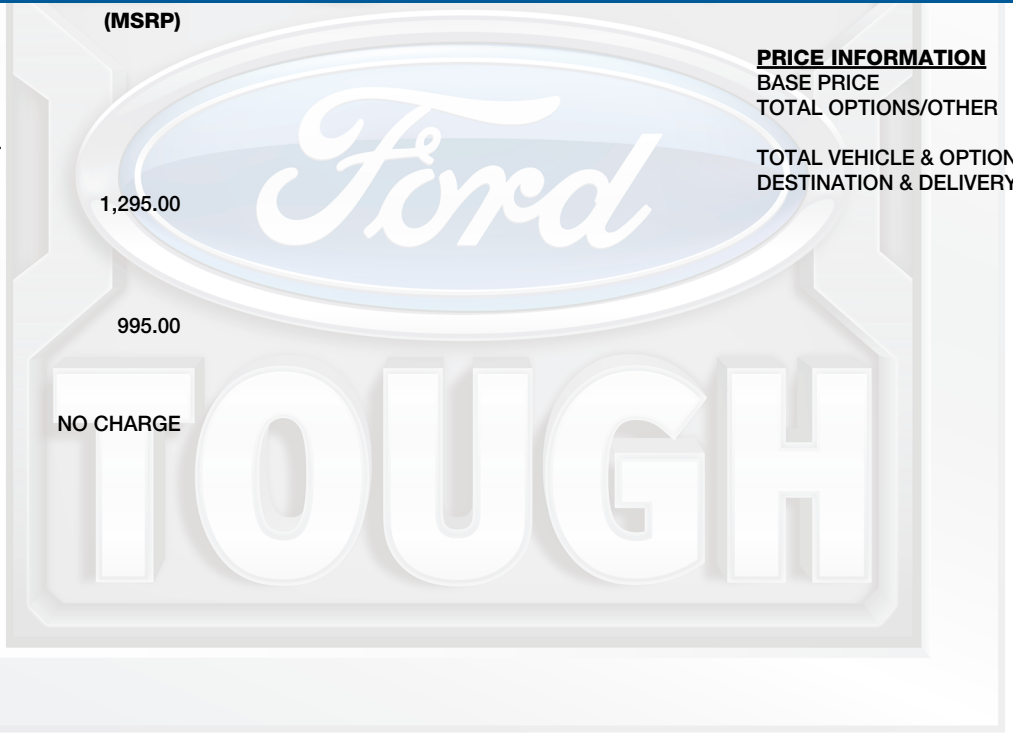 (MSRP)
PRICE INFORMATION
BASE PRICE
TOTAL OPTIONS/OTHER
TOTAL VEHICLE & OPTION
DESTINATION & DELIVERY
1,295.00
995.00
NO CHARGE
Ford
TOUGH